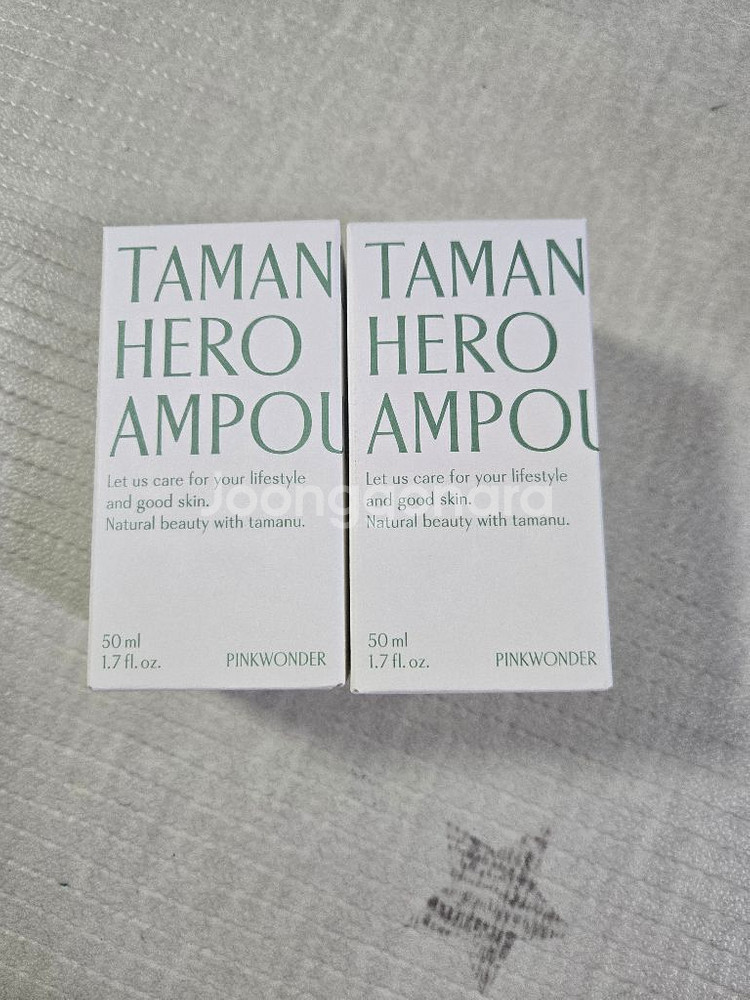 TAMAN
HERO
AMPOU
Let us care for your lifestyle
and good skin.
Natural beauty with tamanu.
50 ml
1.7 fl. oz.
PINKWONDER
TAMAN
HERO
AMPOU
Let us care for your lifestyle
and good skin.
Natural beauty with tamanu.
50 ml
1.7 fl. oz.
PINKWONDER
Joonggonara